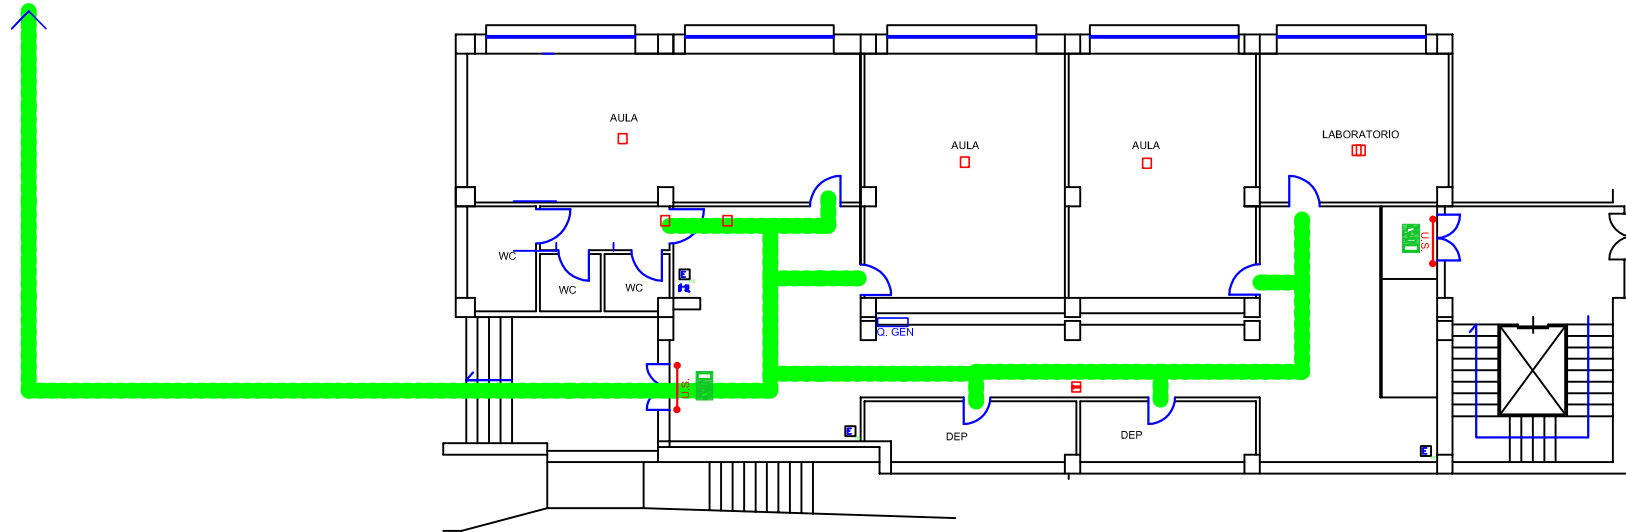 AULA
AULA
AULA
LABORATORIO
WC
WC
WC
E
Q. GEN
U.S.
U.S.
E
DEP
DEP
E